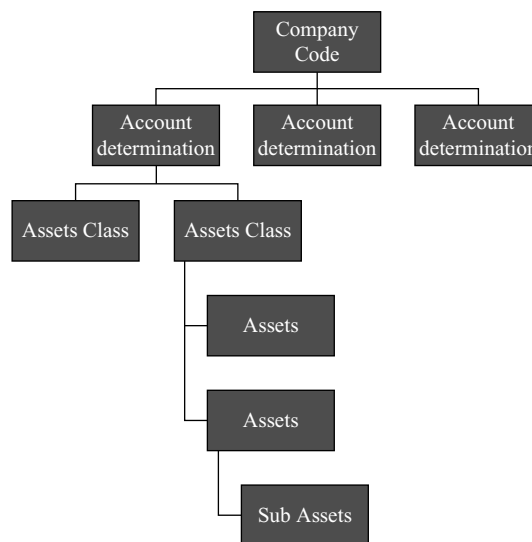 Company
Code
Account
determination
Account
determination
Account
determination
Assets Class
Assets Class
Assets
Assets
Sub Assets